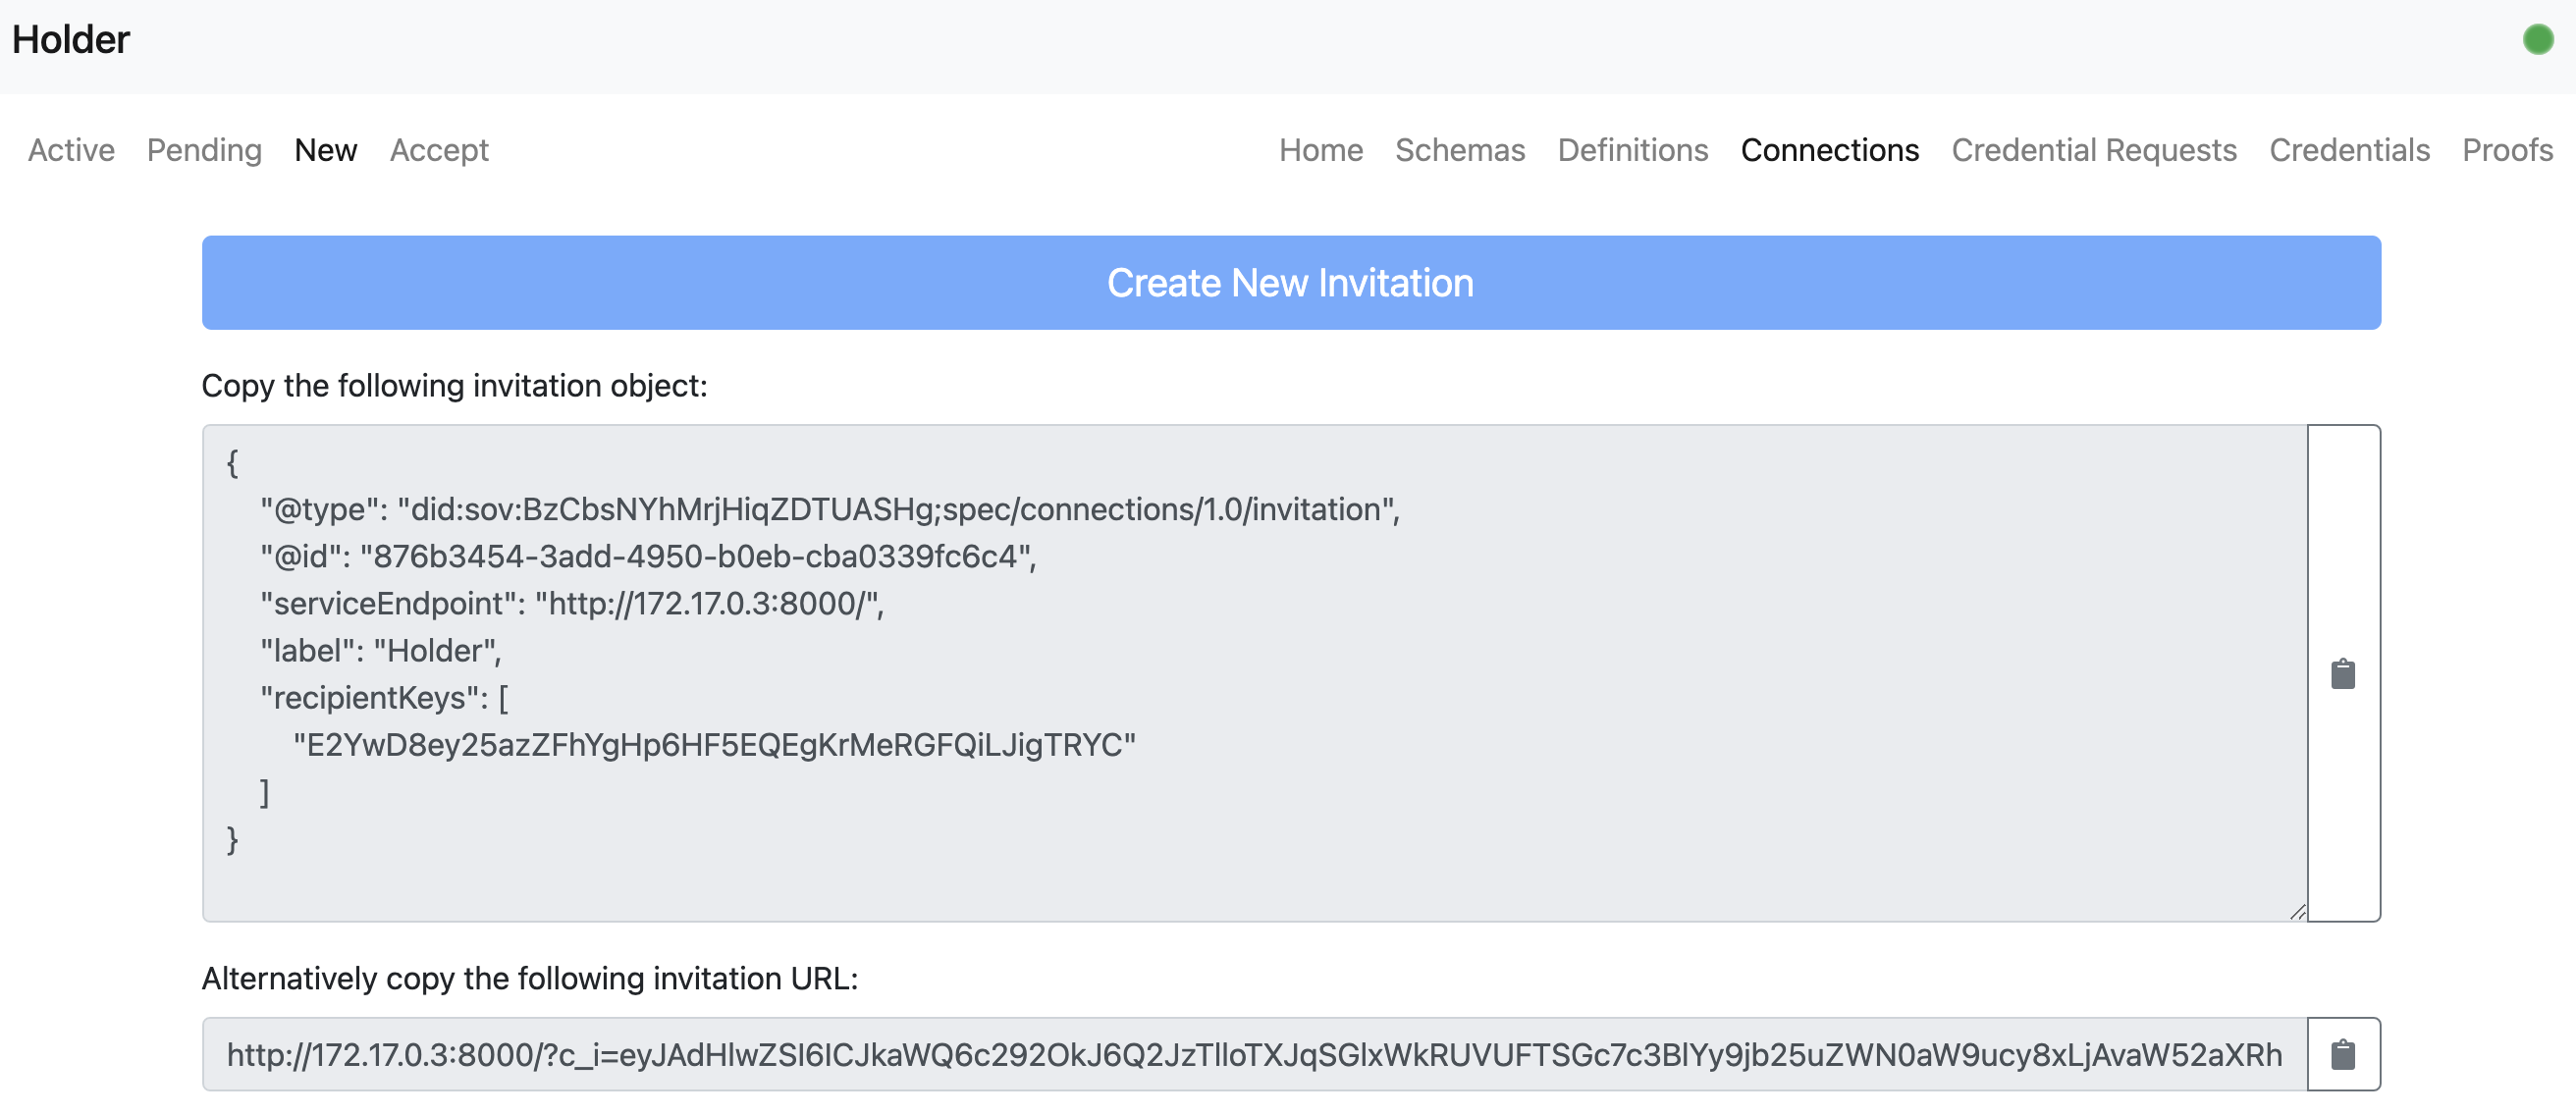 Holder
Active Pending New Accept Home Schemas Definitions Connections Credential Requests Credentials Proofs
Create New Invitation
Copy the following invitation object:
{
"@type": "did:sov:BzCbsNYhMrjHiqZDTUASHg;spec/connections/1.0/invitation",
"@id": "876b3454-3add-4950-b0eb-cba0339fc6c4",
"serviceEndpoint": "http://172.17.0.3:8000/",
"label": "Holder",
"recipientKeys": [
"E2YwD8ey25azZFhYgHp6HF5EQEgKrMeRGFQiLJigTRYC"
]
}
Alternatively copy the following invitation URL:
http://172.17.0.3:8000/?c_i=eyJAdHlwZSI6ICJkaWQ6c292OkJ6Q2JzTlloTXJqSGlxWkRUVUFTSGc7c3BlYy9jb25uZWN0aW9ucy8xLjAvaW52aXRh